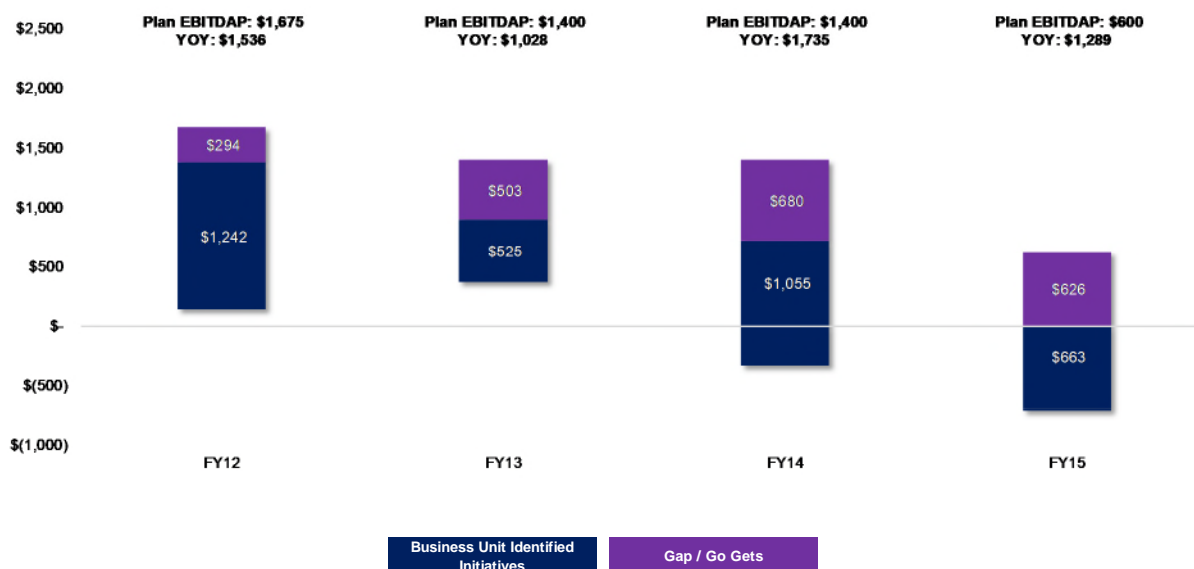 Plan EBITDAP: $1,675
YOY: $1,536
Plan EBITDAP: $1,400
YOY: $1,028
Plan EBITDAP: $1,400
YOY: $1,735
Plan EBITDAP: $600
YOY: $1,289
$2,500
$2,000
$1,500
$1,000
$500
$-
$(500)
$(1,000)
$294
$1,242
$503
$525
$680
$1,055
$626
$663
FY12
FY13
FY14
FY15
Business Unit Identified
Initiatives
Gap / Go Gets